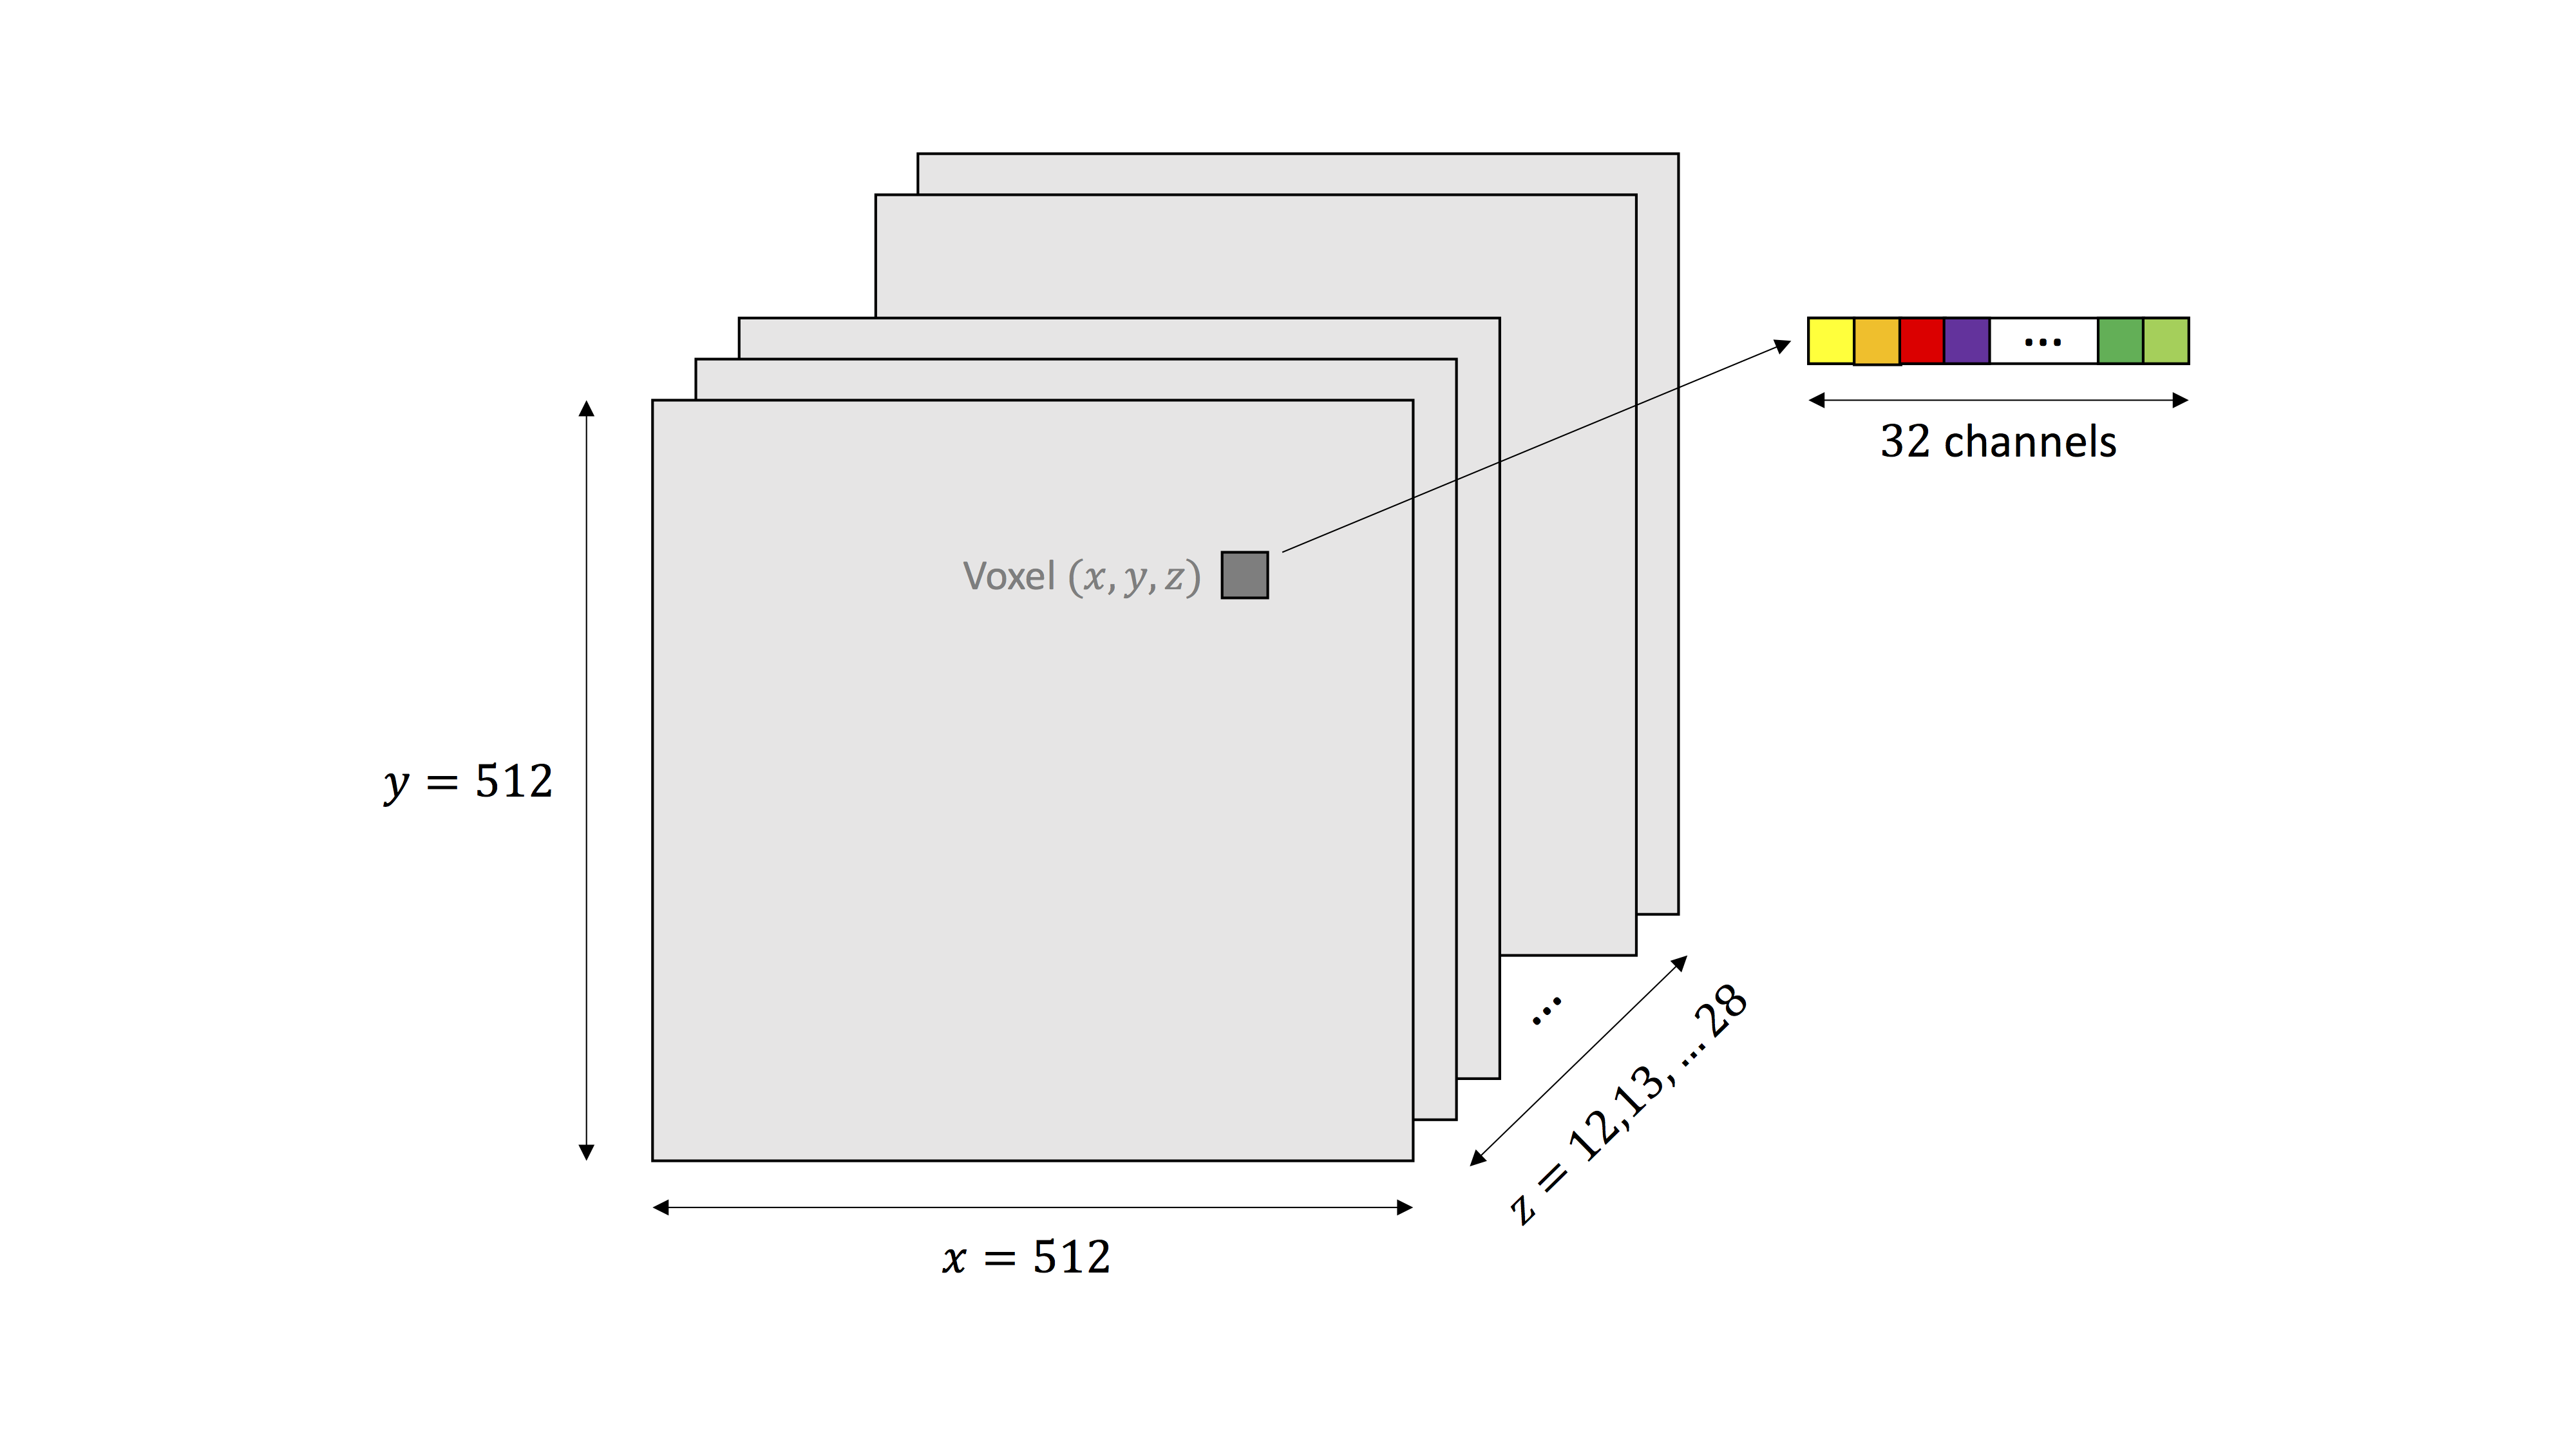 ...
32 channels
Voxel (x, y, z)
y = 512
...
z = 12,13, ... 28
x = 512